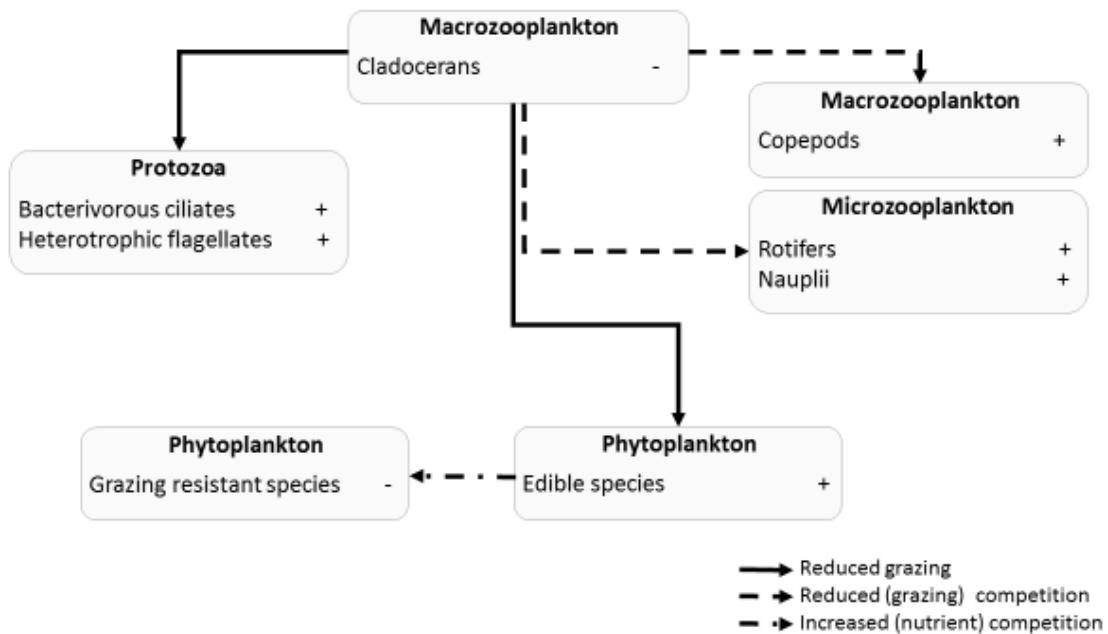 Macrozooplankton
Cladocerans -
Macrozooplankton
Copepods +
Protozoa
Bacterivorous ciliates +
Heterotrophic flagellates +
Microzooplankton
Rotifers +
Nauplii +
Phytoplankton
Grazing resistant species -
Phytoplankton
Edible species +
Reduced grazing
Reduced (grazing) competition
Increased (nutrient) competition